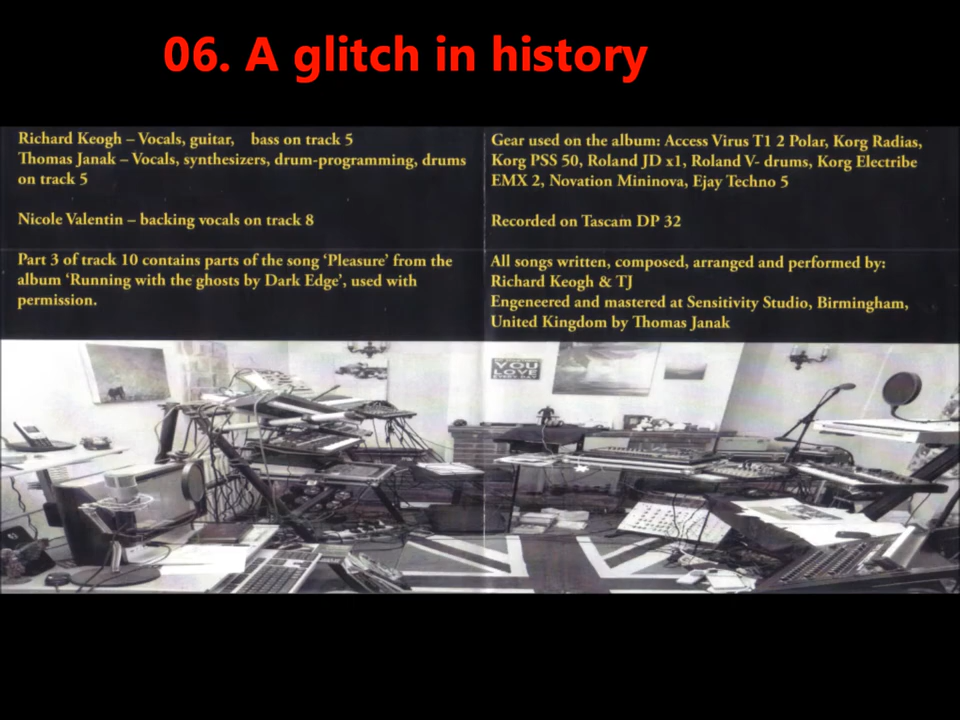 06. A glitch in history
Richard Keogh – Vocals, guitar, bass on track 5
Thomas Janak – Vocals, synthesizers, drum-programming, drums
on track 5
Nicole Valentin – backing vocals on track 8
Part 3 of track 10 contains parts of the song ‘Pleasure’ from the
album ‘Running with the ghosts by Dark Edge’, used with
permission.
Gear used on the album: Access Virus T1 2 Polar, Korg Radias,
Korg PSS 50, Roland JD x1, Roland V- drums, Korg Electribe
EMX 2, Novation Mininova, Ejay Techno 5
Recorded on Tascam DP 32
All songs written, composed, arranged and performed by:
Richard Keogh & TJ
Engeneered and mastered at Sensitivity Studio, Birmingham,
United Kingdom by Thomas Janak
YOU
LOVE